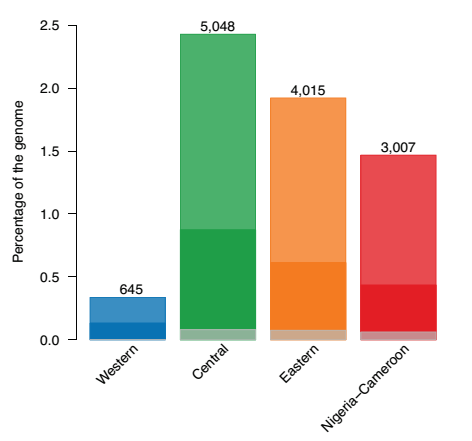 2.5
2.0
1.5
1.0
0.5
0.0
Percentage of the genome
645
5,048
4,015
3,007
Western
Central
Eastern
Nigeria–Cameroon